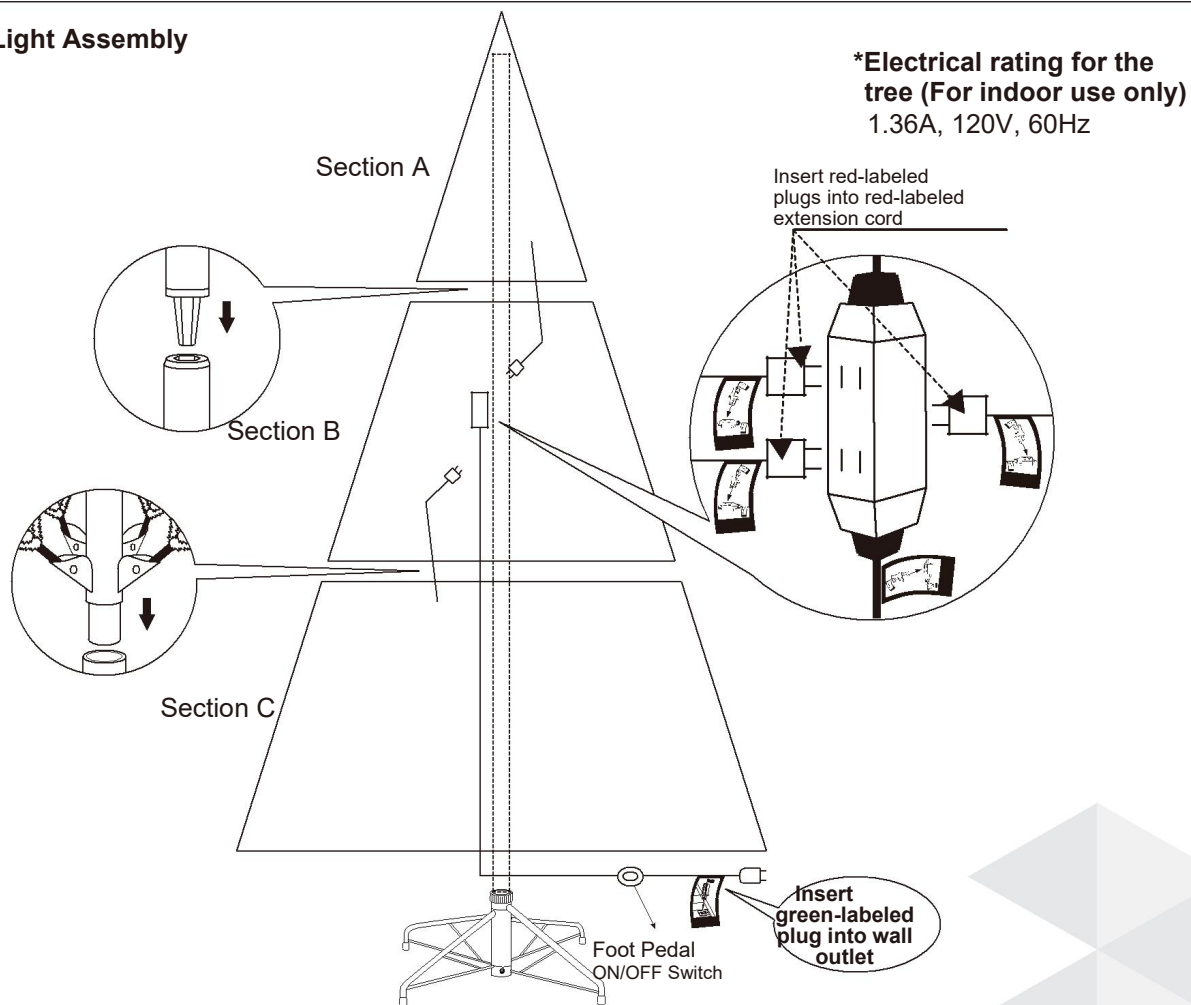 Light Assembly
*Electrical rating for the
tree (For indoor use only)
1.36A, 120V, 60Hz
Section A
Insert red-labeled
plugs into red-labeled
extension cord
Section B
Section C
Insert
green-labeled
plug into wall
outlet
Foot Pedal
ON/OFF Switch